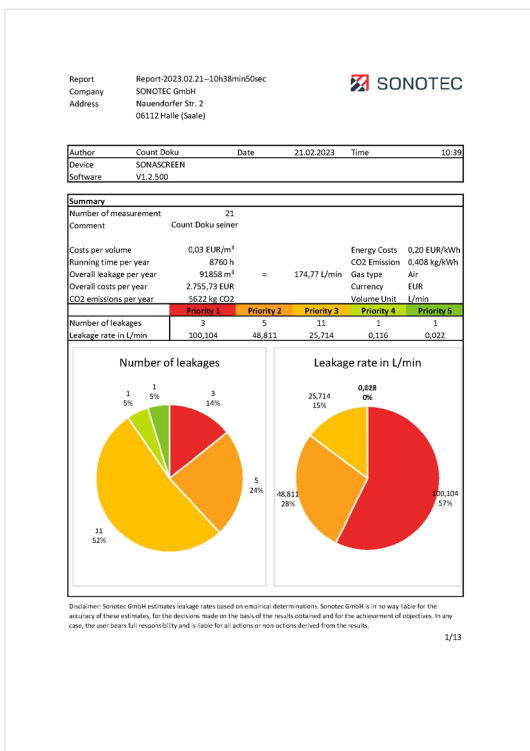 Report Report-2023.02.21--10h38min50sec
Company SONOTEC GmbH
Address Nauendorfer Str. 2
06112 Halle (Saale)
SONOTEC
Author Count Doku Date 21.02.2023 Time 10:39
Device SONASCREEN
Software V1.2.500
Summary
Number of measurement 21
Comment Count Doku seiner
Costs per volume 0,03 EUR/m³ Energy Costs 0,20 EUR/kWh
Running time per year 8760 h CO2 Emission 0,408 kg/kWh
Overall leakage per year 91858 m³ = 174,77 L/min Gas type Air
Overall costs per year 2.755,73 EUR Currency EUR
CO2 emissions per year 5622 kg CO2 Volume Unit L/min
Priority 1 Priority 2 Priority 3 Priority 4 Priority 5
Number of leakages 3 5 11 1 1
Leakage rate in L/min 100,104 48,811 25,714 0,116 0,022
Number of leakages
1
5%
1
5%
3
14%
5
24%
11
52%
Leakage rate in L/min
25,714
15%
0%
48,811
28%
100,104
57%
Disclaimer: Sonotec GmbH estimates leakage rates based on empirical determinations. Sonotec GmbH is in no way liable for the
accuracy of these estimates, for the decisions made on the basis of the results obtained and for the achievement of objectives. In any
case, the user bears full responsibility and is liable for all actions or non-actions derived from the results.
1/13